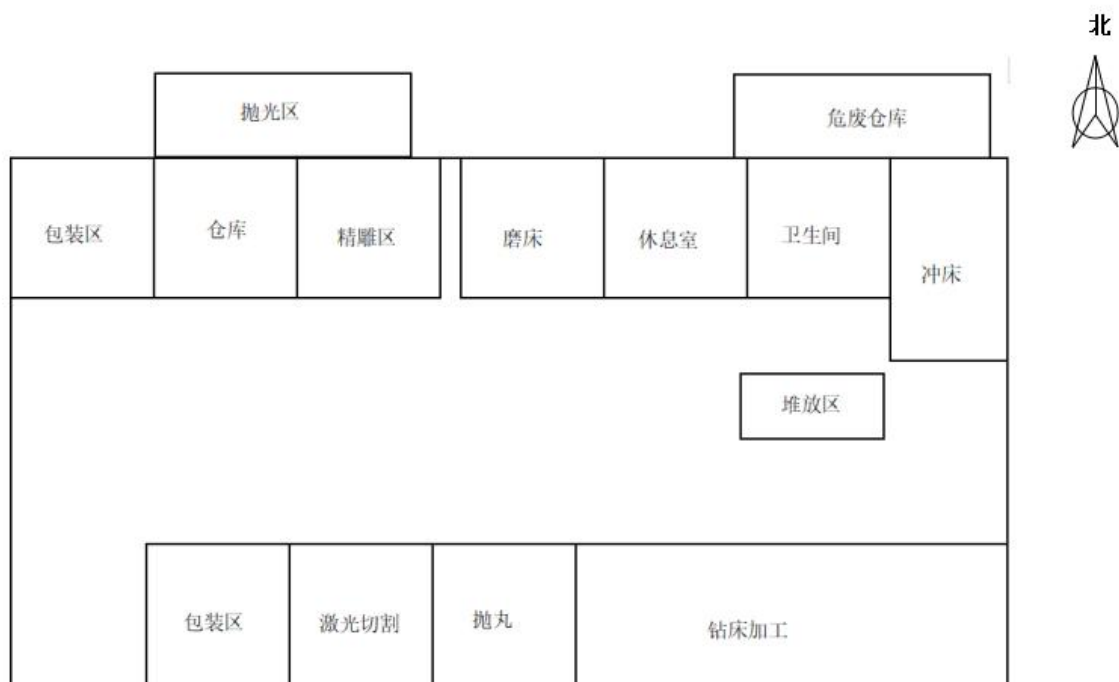 北
抛光区
危废仓库
包装区
仓库
精雕区
磨床
休息室
卫生间
冲床
堆放区
包装区
激光切割
抛丸
钻床加工